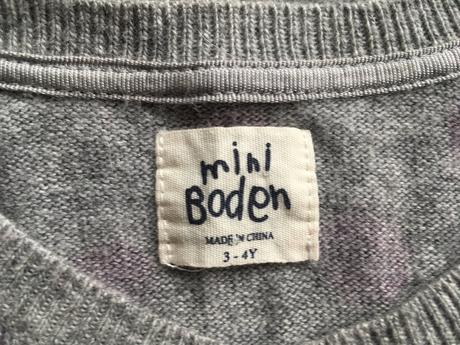 mini
Boden
MADE IN CHINA
3 - 4Y